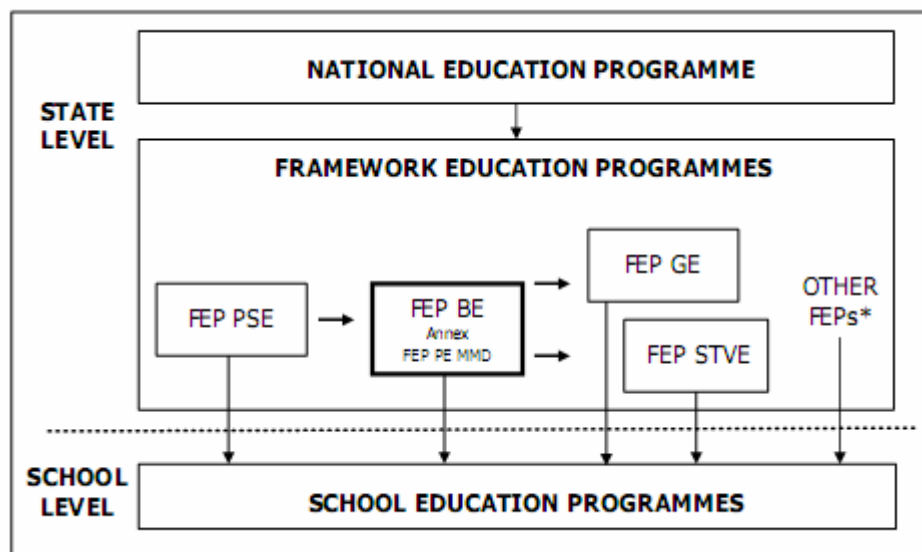 NATIONAL EDUCATION PROGRAMME
STATE
LEVEL
FRAMEWORK EDUCATION PROGRAMMES
FEP PSE
FEP BE
Annex
FEP PE MMD
FEP GE
FEP STVE
OTHER
FEPs*
SCHOOL
LEVEL
SCHOOL EDUCATION PROGRAMMES